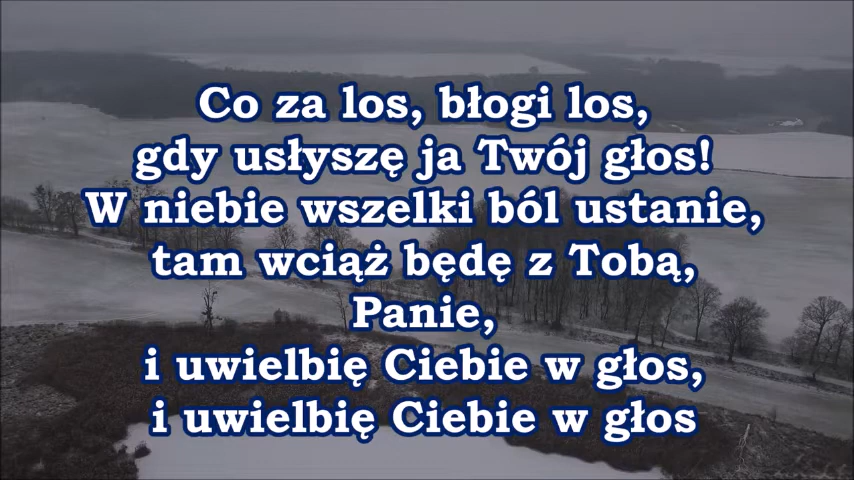 Co za los, błogi los,
gdy usłyszę ja Twój głos!
W niebie wszelki ból ustanie,
tam wciąż będę z Tobą,
Panie,
i uwielbię Ciebie w głos,
i uwielbię Ciebie w głos